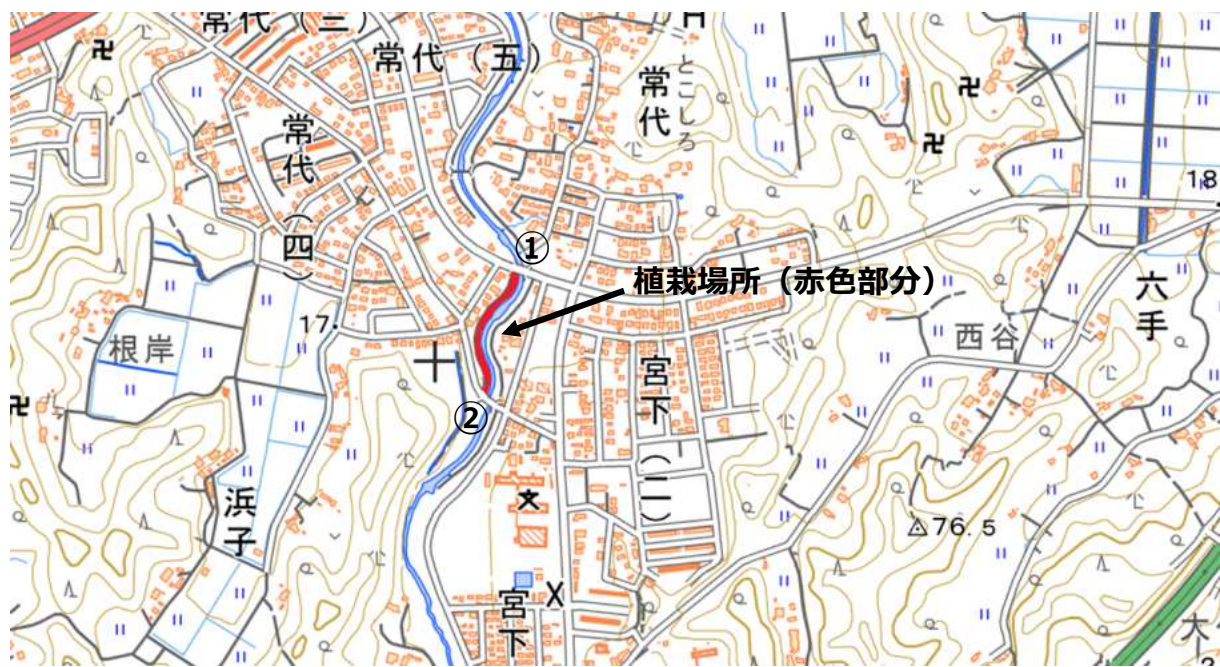 常代(三)
常代(五)
常代
とこしろ
常代(四)
18
①
植栽場所（赤色部分）
六手
17.
根岸
西谷
宮下(二)
②
浜子
76.5
宮下
大